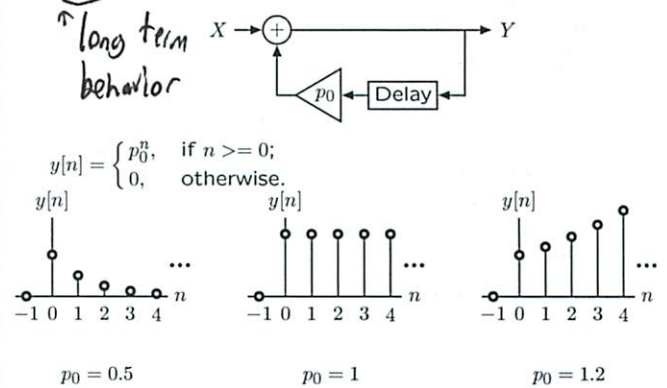 ↑ long term
behavior
X + Y
p₀ Delay
y[n] = { p₀ⁿ, if n >= 0;
0, otherwise.
y[n] y[n] y[n]
... ... ...
n n n
−1 0 1 2 3 4 −1 0 1 2 3 4 −1 0 1 2 3 4
p₀ = 0.5 p₀ = 1 p₀ = 1.2